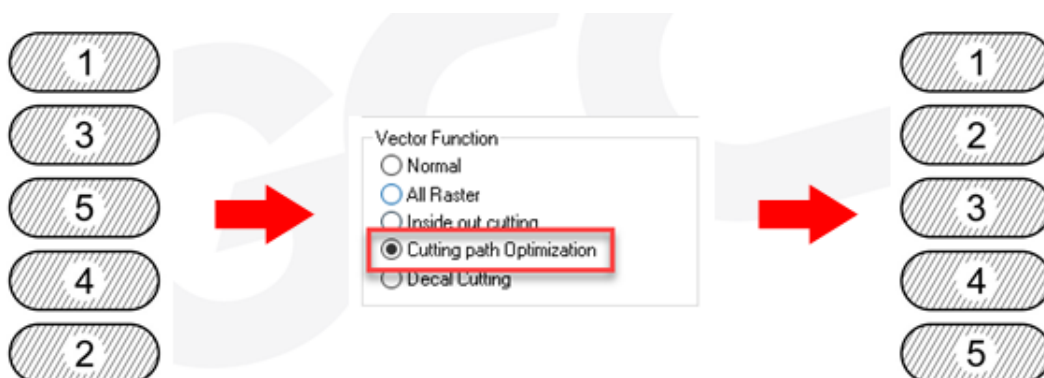 1
3
5
4
2
Vector Function
Normal
All Raster
Inside out cutting
Cutting path Optimization
Decal Cutting
1
2
3
4
5